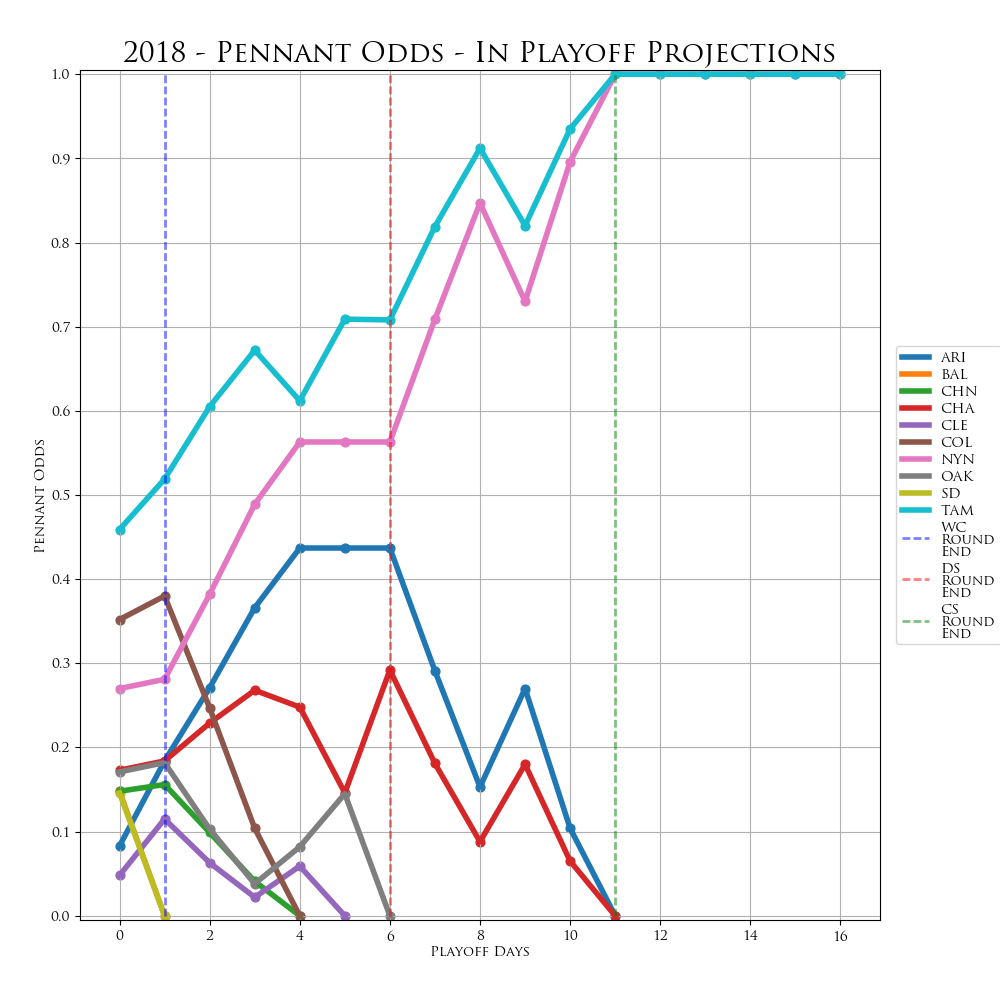 2018 - Pennant Odds - In Playoff Projections
1.0
0.9
0.8
0.7
0.6
0.5
0.4
0.3
0.2
0.1
0.0
Pennant Odds
0 2 4 6 8 10 12 14 16
Playoff Days
ARI
BAL
CHN
CHA
CLE
COL
NYN
OAK
SD
TAM
WC
Round
End
DS
Round
End
CS
Round
End